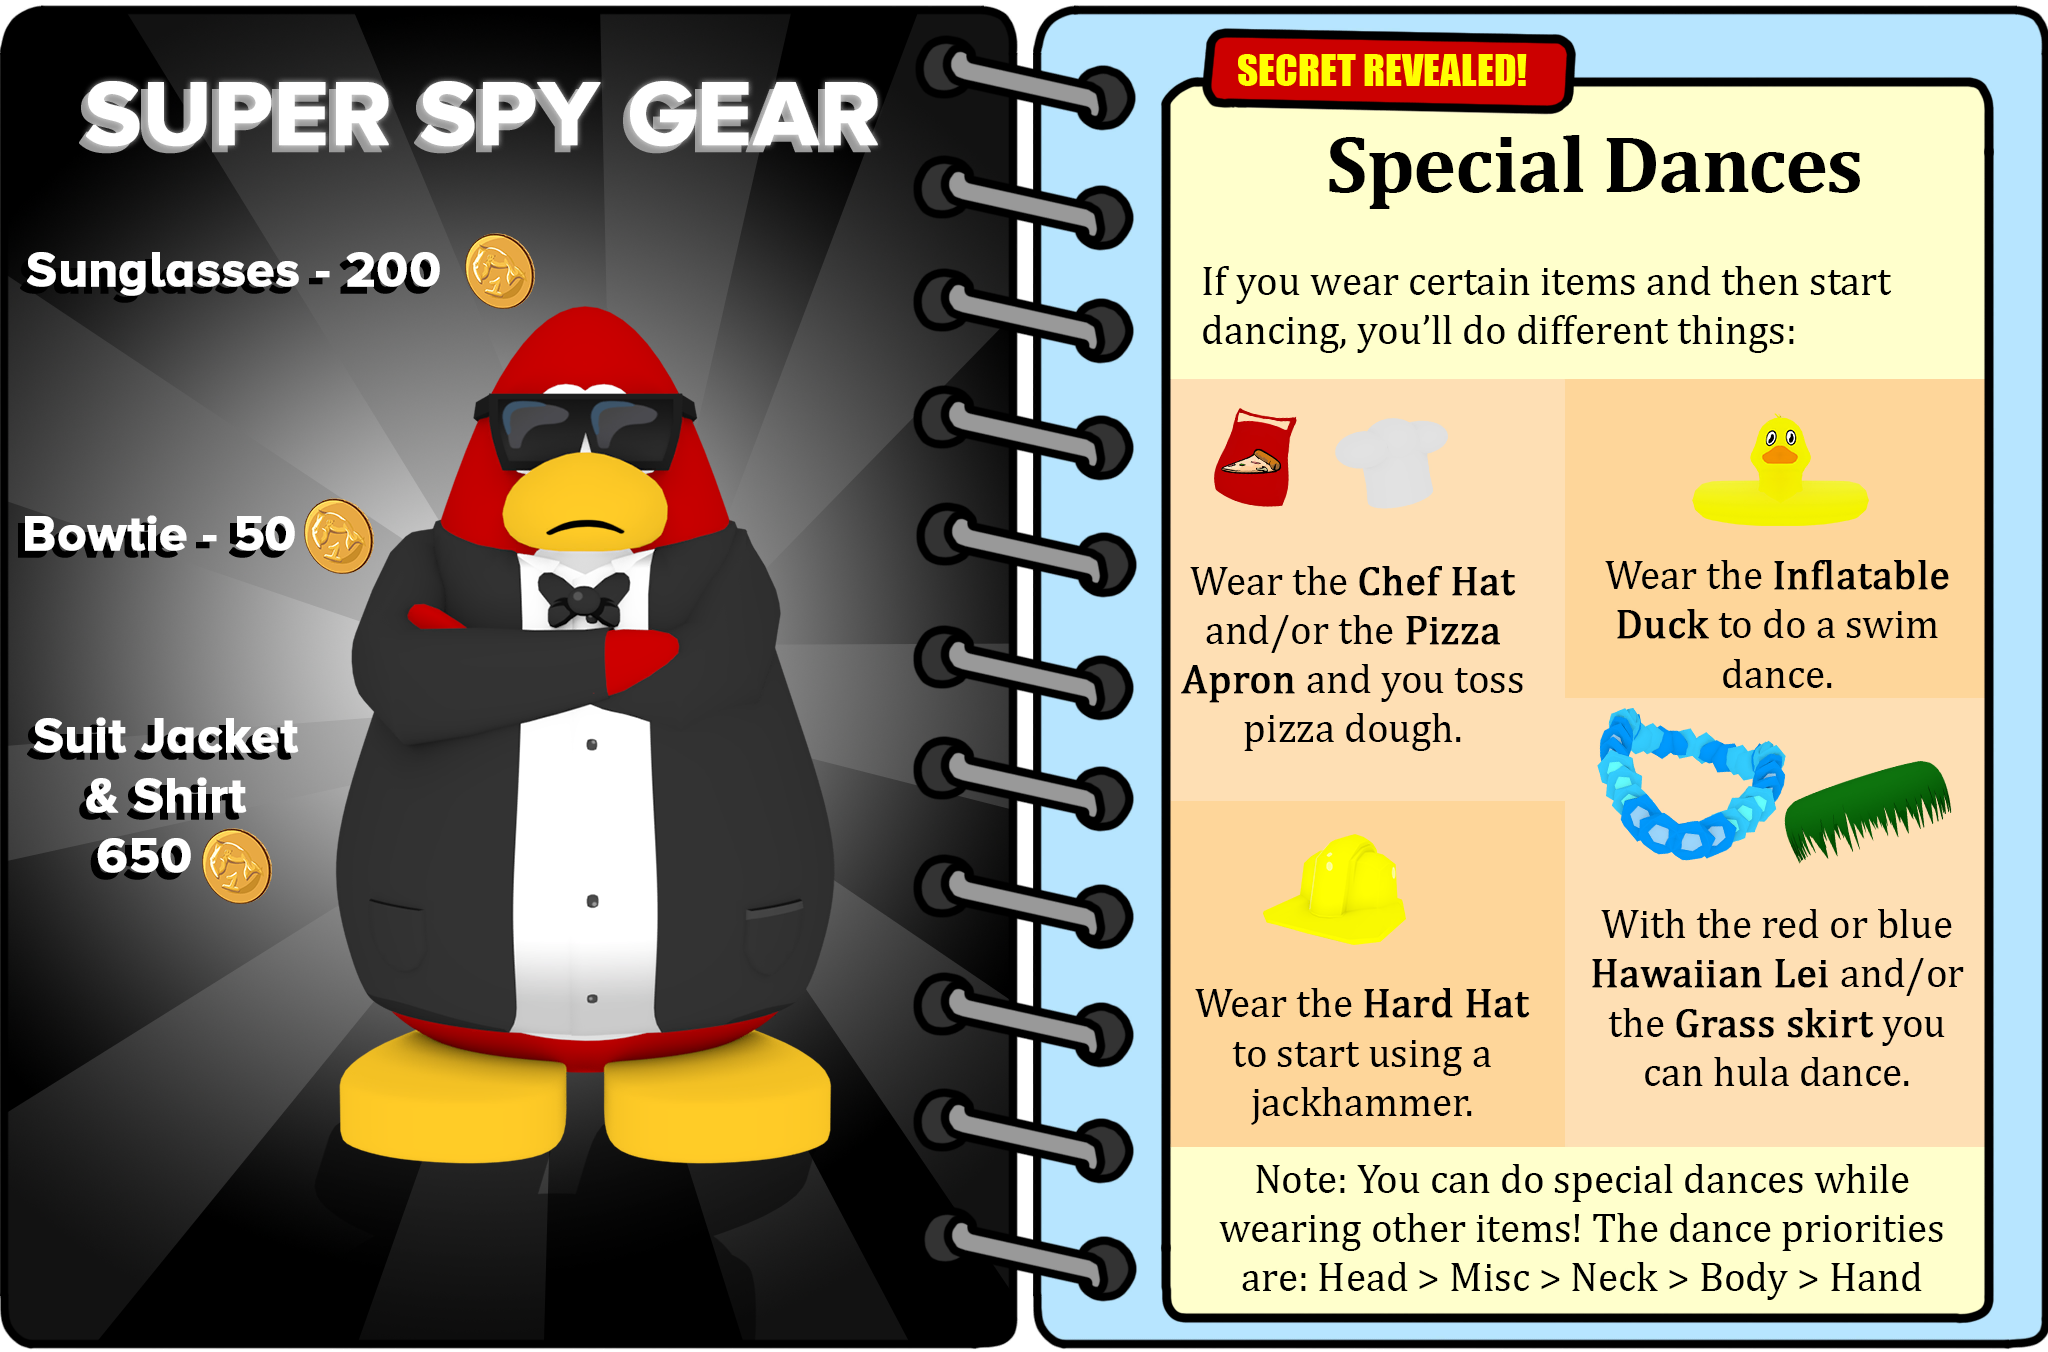 SUPER SPY GEAR
Sunglasses - 200
Bowtie - 50
Suit Jacket
& Shirt
650
SECRET REVEALED!
Special Dances
If you wear certain items and then start
dancing, you’ll do different things:
Wear the Chef Hat
and/or the Pizza
Apron and you toss
pizza dough.
Wear the Inflatable
Duck to do a swim
dance.
Wear the Hard Hat
to start using a
jackhammer.
With the red or blue
Hawaiian Lei and/or
the Grass skirt you
can hula dance.
Note: You can do special dances while
wearing other items! The dance priorities
are: Head > Misc > Neck > Body > Hand